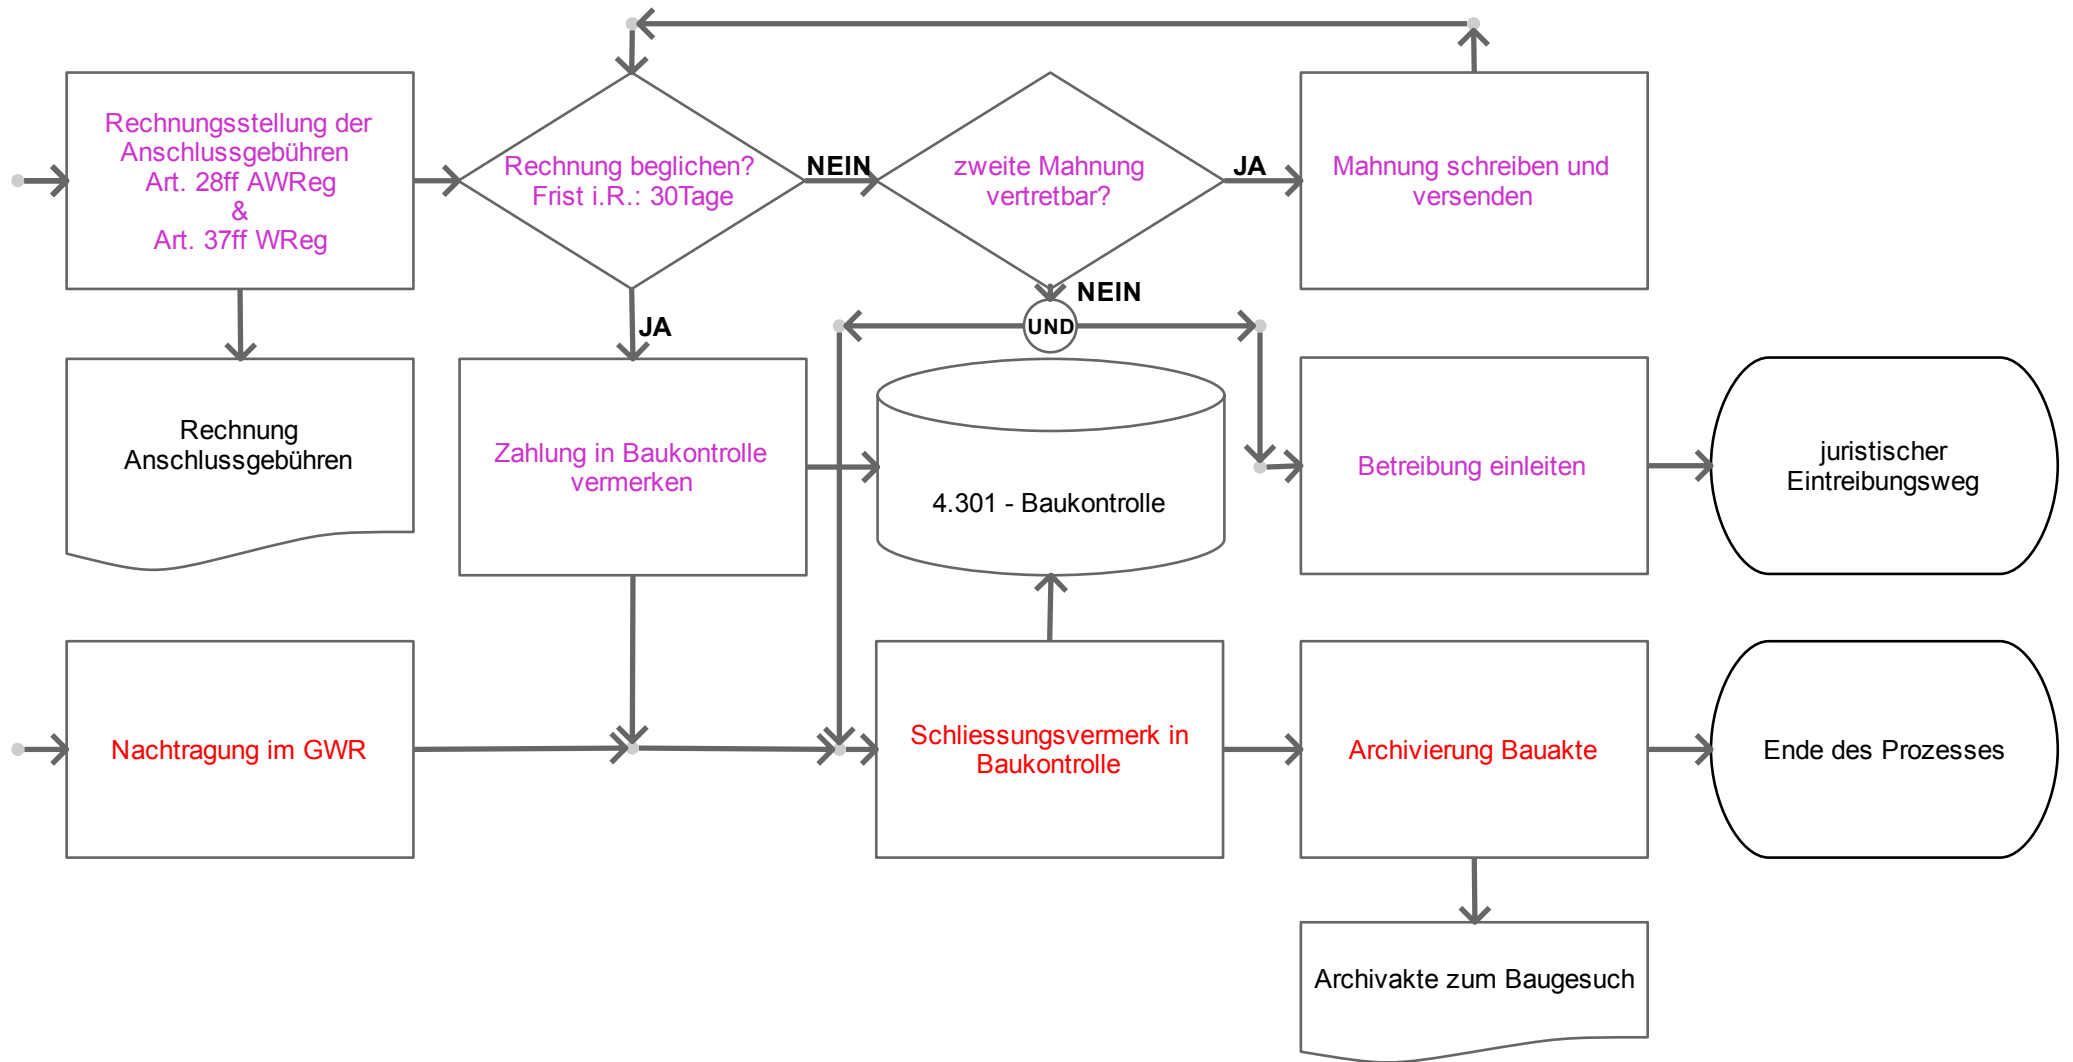 Rechnungsstellung der
Anschlussgebühren
Art. 28ff AWReg
&
Art. 37ff WReg
Rechnung beglichen?
Frist i.R.: 30Tage
NEIN
zweite Mahnung
vertretbar?
JA
Mahnung schreiben und
versenden
NEIN
UND
JA
Rechnung
Anschlussgebühren
Zahlung in Baukontrolle
vermerken
4.301 - Baukontrolle
Betreibung einleiten
juristischer
Eintreibungsweg
Nachtragung im GWR
Schliessungsvermerk in
Baukontrolle
Archivierung Bauakte
Ende des Prozesses
Archivakte zum Baugesuch